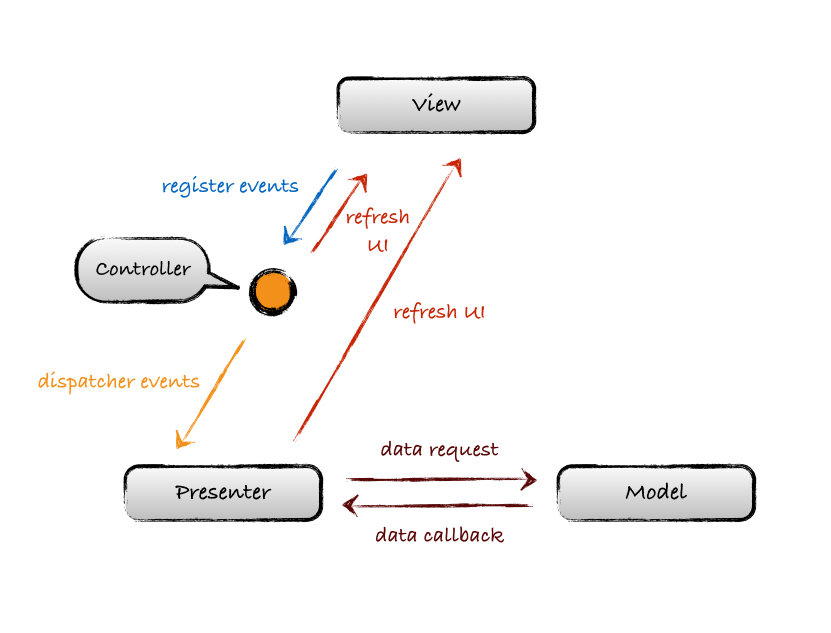 View
register events
refresh
UI
Controller
refresh UI
dispatcher events
data request
Presenter
Model
data callback